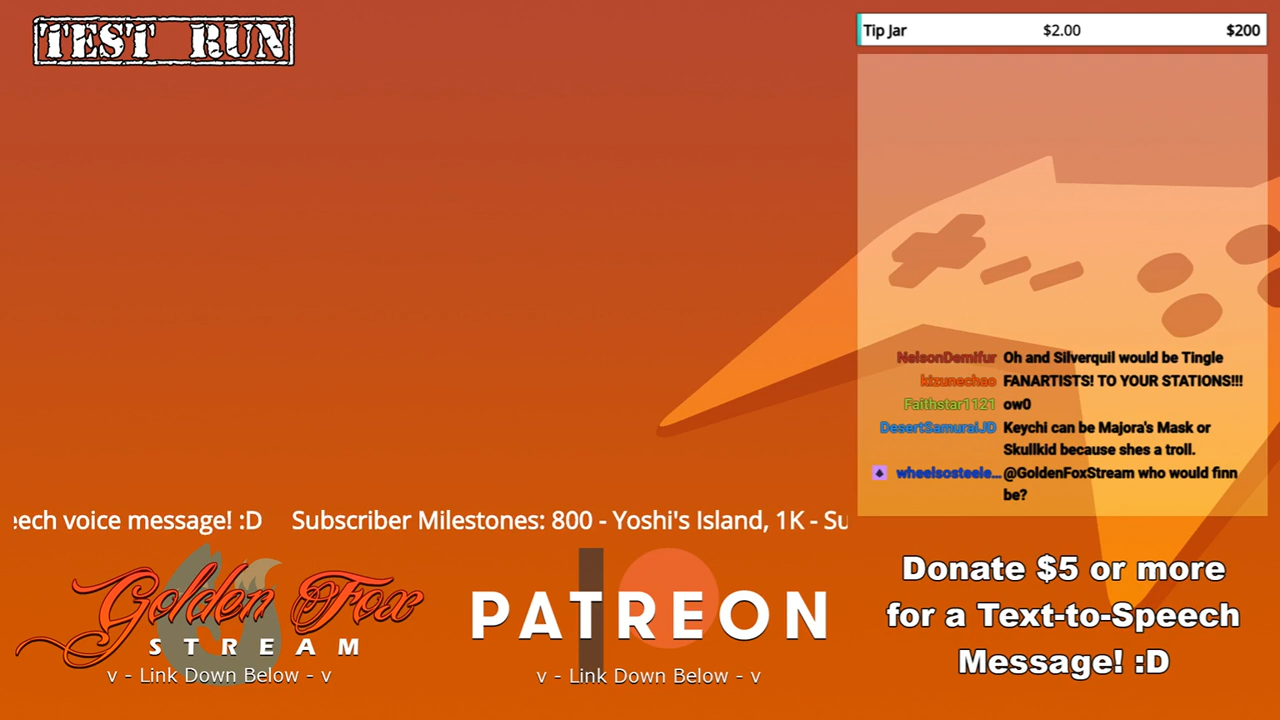 TEST RUN
Tip Jar $2.00 $200
NelsonDemifur Oh and Silverquil would be Tingle
kizunechao FANARTISTS! TO YOUR STATIONS!!!
Faithstar1121 ow0
DesertSamuraiJD Keychi can be Majora's Mask or
Skullkid because shes a troll.
wheelsosteele... @GoldenFoxStream who would finn
be?
eech voice message! :D Subscriber Milestones: 800 - Yoshi's Island, 1K - Su
Golden Fox
STREAM
v - Link Down Below - v
PATREON
v - Link Down Below - v
Donate $5 or more
for a Text-to-Speech
Message! :D